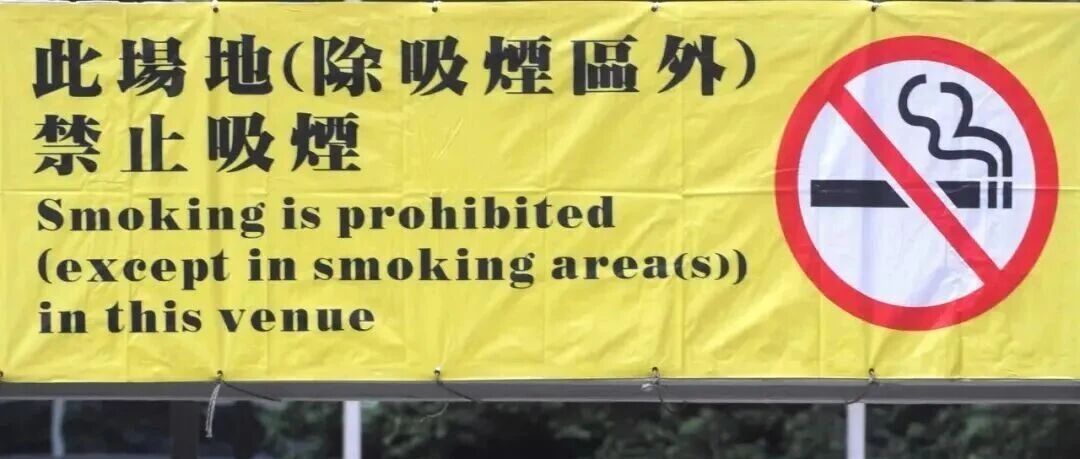 此場地(除吸煙區外)
禁止吸煙
Smoking is prohibited
(except in smoking area(s))
in this venue